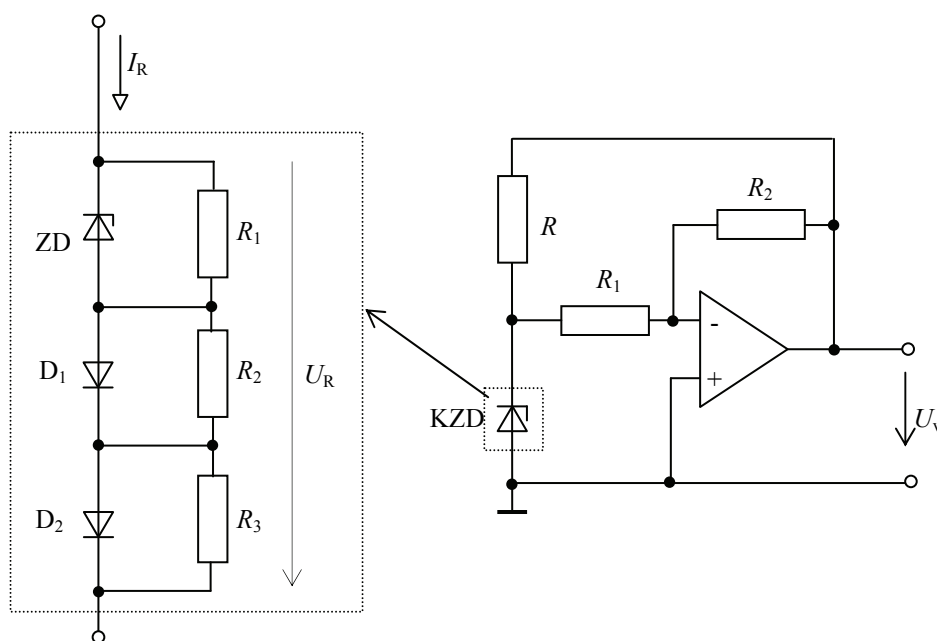 I_R
ZD
R_1
D_1
R_2
U_R
D_2
R_3
R
R_2
R_1
-
+
KZD